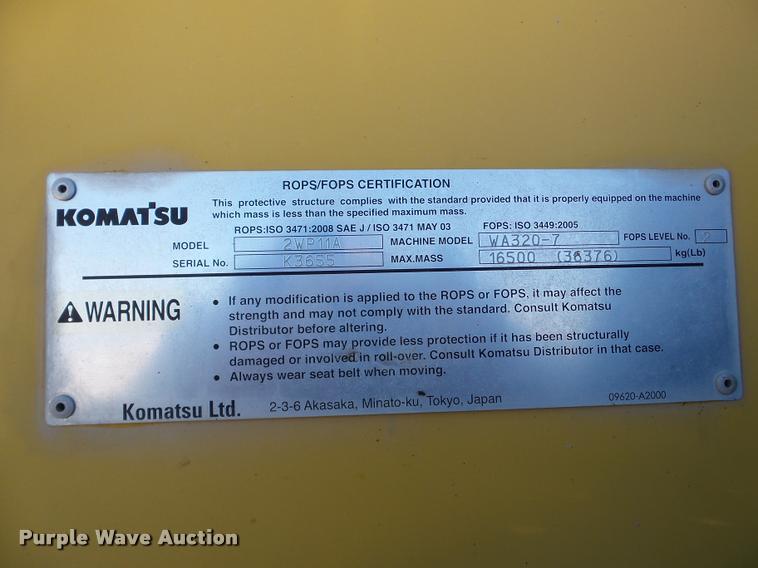 ROPS/FOPS CERTIFICATION
KOMATSU
This protective structure complies with the standard provided that it is properly equipped on the machine
which mass is less than the specified maximum mass.
ROPS:ISO 3471:2008 SAE J / ISO 3471 MAY 03 FOPS: ISO 3449:2005
MODEL 2WP11A MACHINE MODEL WA320-7 FOPS LEVEL No. 2
SERIAL No. K3655 MAX.MASS 16500 (36376) kg(Lb)
WARNING
• If any modification is applied to the ROPS or FOPS, it may affect the
strength and may not comply with the standard. Consult Komatsu
Distributor before altering.
• ROPS or FOPS may provide less protection if it has been structurally
damaged or involved in roll-over. Consult Komatsu Distributor in that case.
• Always wear seat belt when moving.
Komatsu Ltd. 2-3-6 Akasaka, Minato-ku, Tokyo, Japan 09620-A2000
Purple Wave Auction